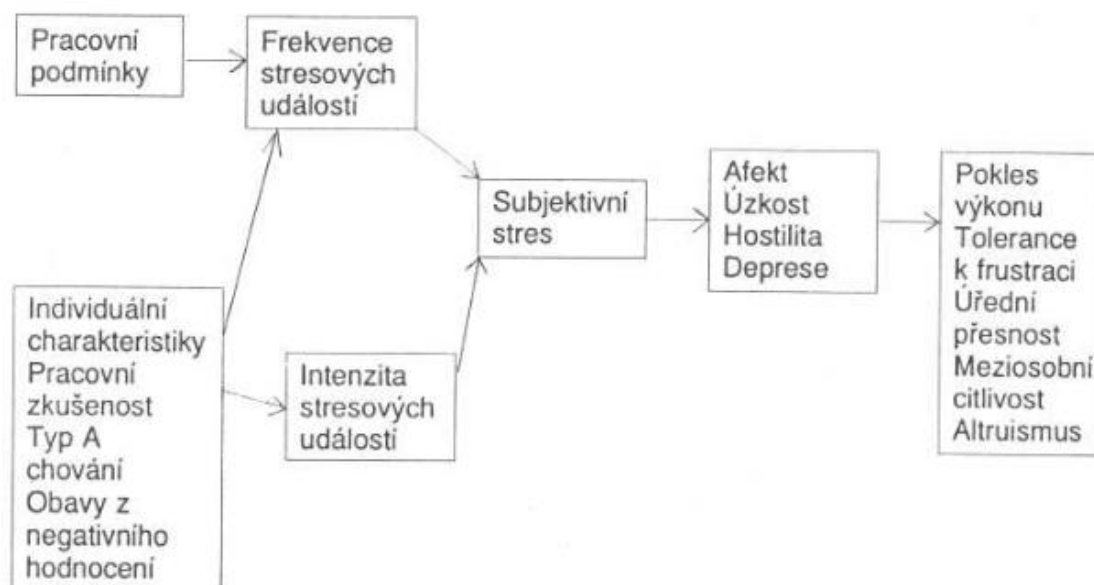 Pracovní
podmínky
Frekvence
stresových
událostí
Individuální
charakteristiky
Pracovní
zkušenost
Typ A
chování
Obavy z
negativního
hodnocení
Intenzita
stresových
událostí
Subjektivní
stres
Afekt
Úzkost
Hostilita
Deprese
Pokles
výkonu
Tolerance
k frustraci
Úřední
přesnost
Meziosobní
citlivost
Altruismus